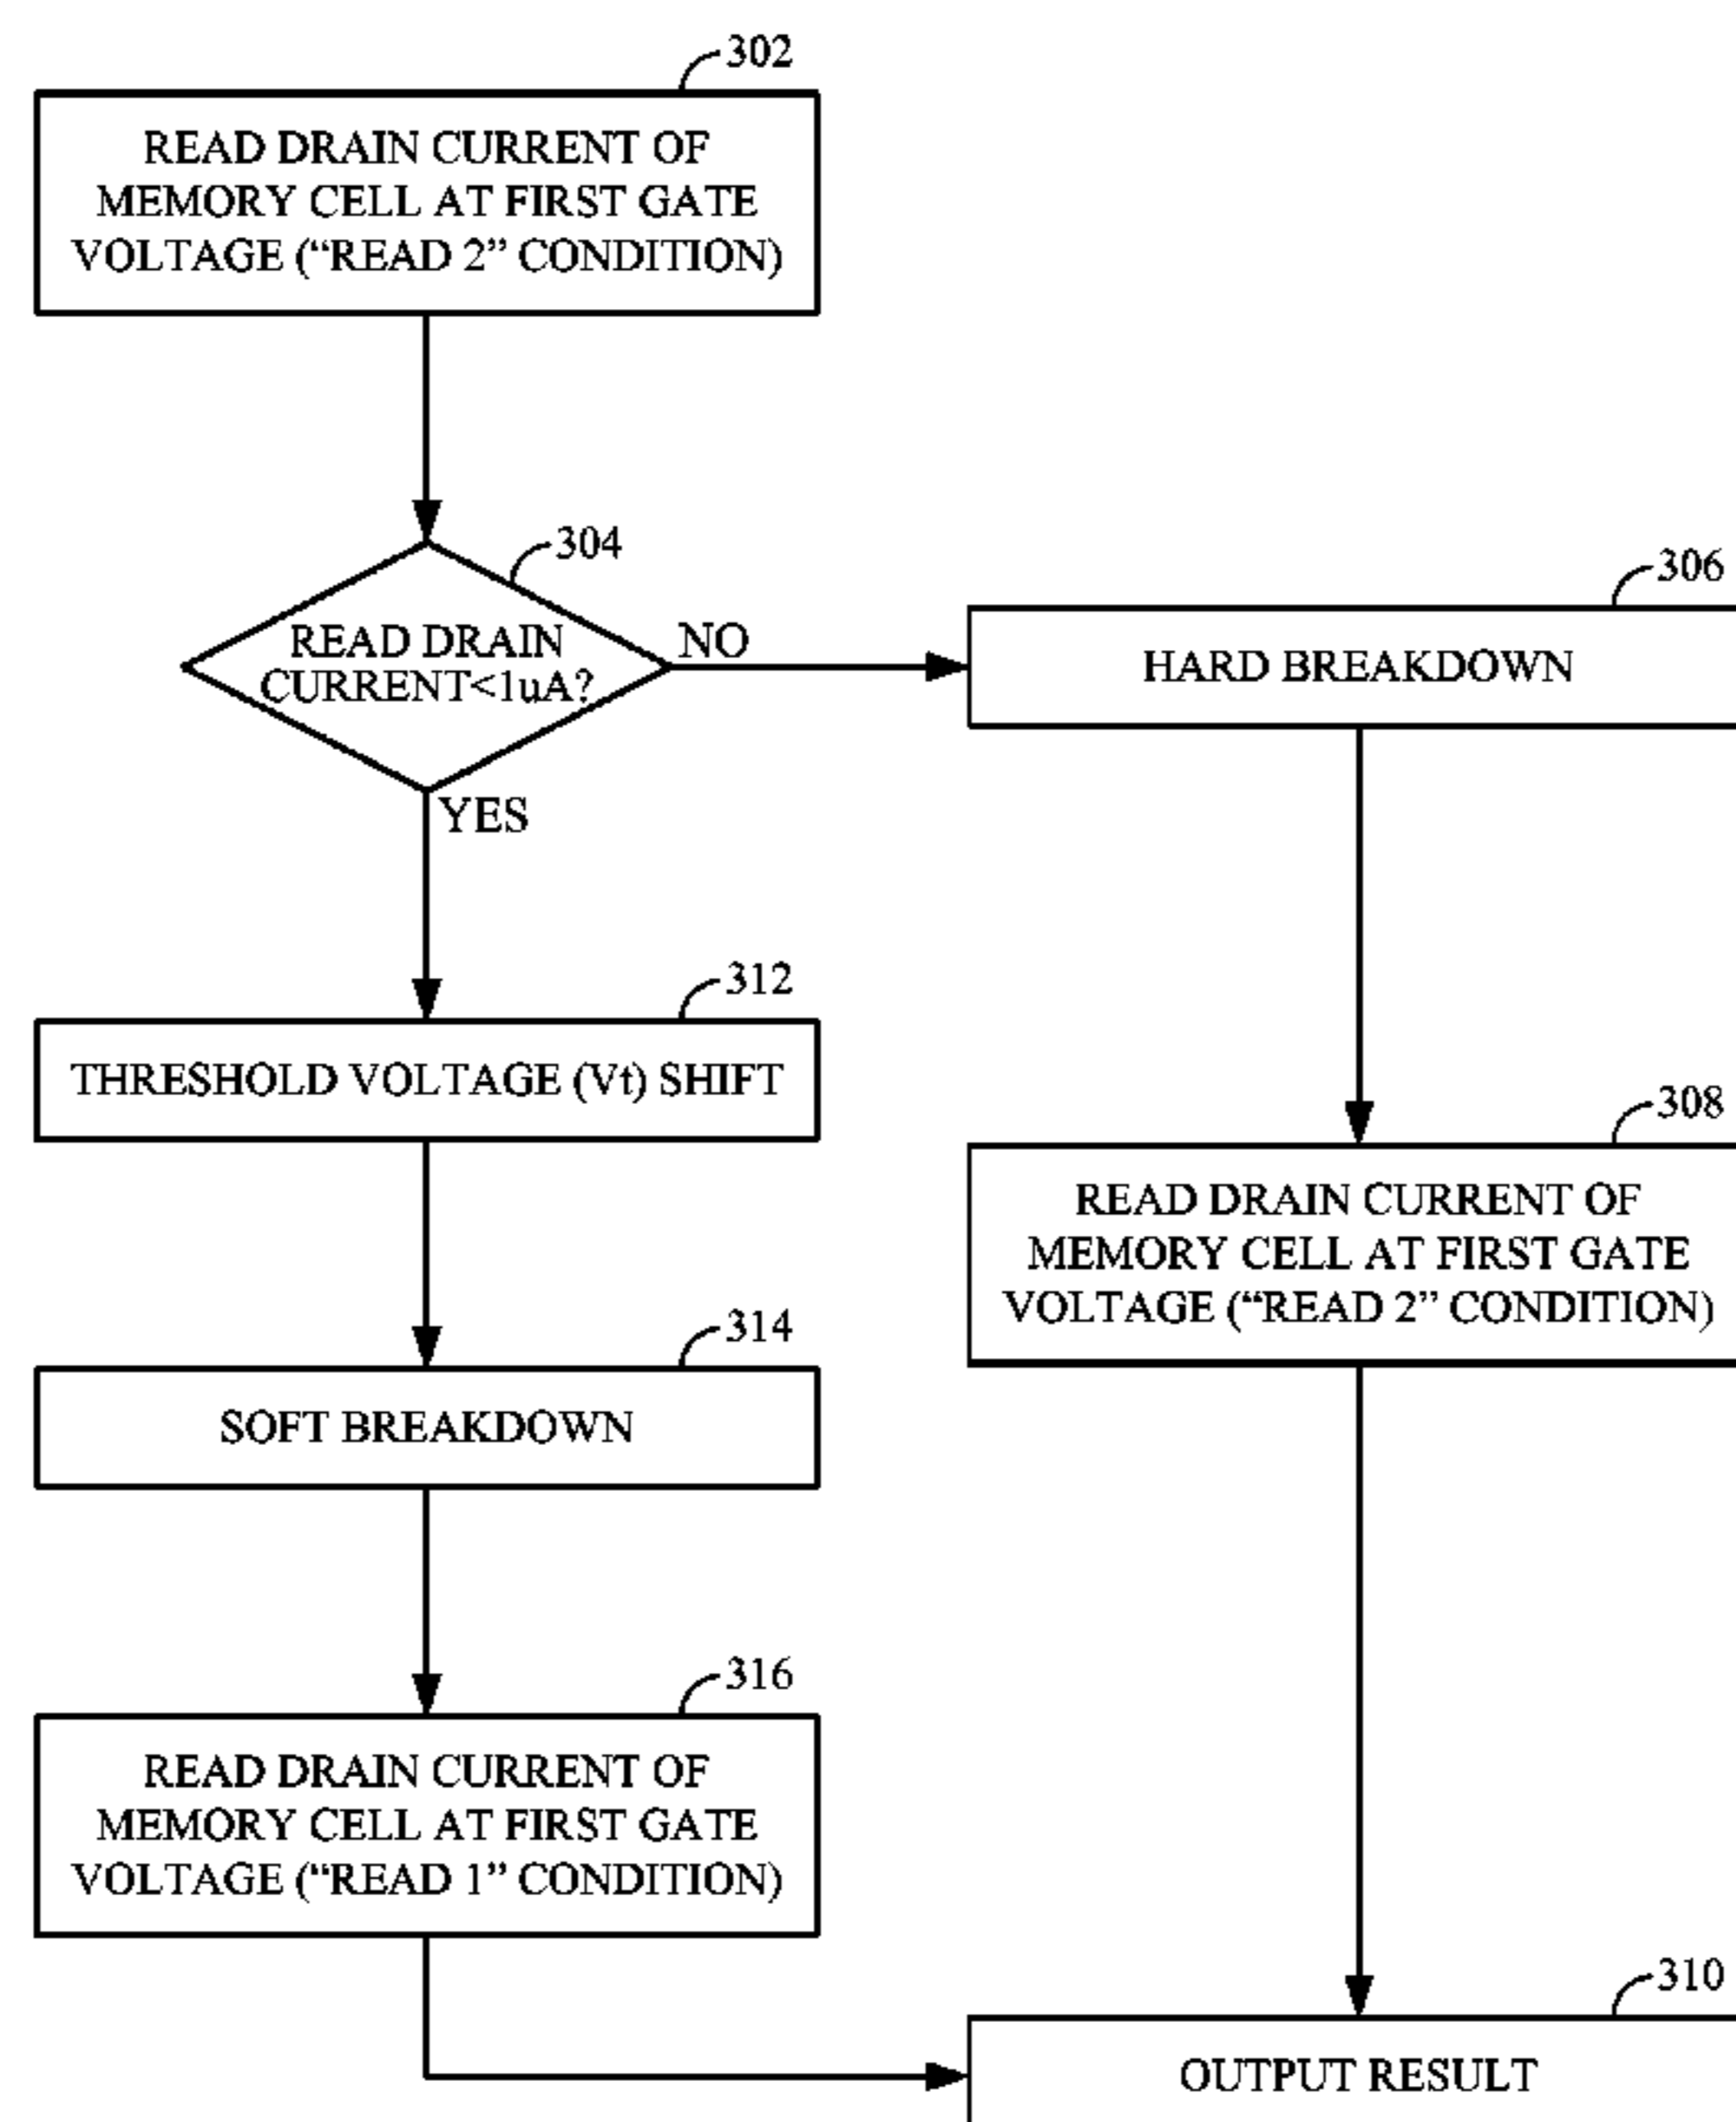 302
READ DRAIN CURRENT OF
MEMORY CELL AT FIRST GATE
VOLTAGE (“READ 2” CONDITION)
304
READ DRAIN
CURRENT<1uA?
NO
YES
306
HARD BREAKDOWN
312
THRESHOLD VOLTAGE (Vt) SHIFT
308
READ DRAIN CURRENT OF
MEMORY CELL AT FIRST GATE
VOLTAGE (“READ 2” CONDITION)
314
SOFT BREAKDOWN
316
READ DRAIN CURRENT OF
MEMORY CELL AT FIRST GATE
VOLTAGE (“READ 1” CONDITION)
310
OUTPUT RESULT